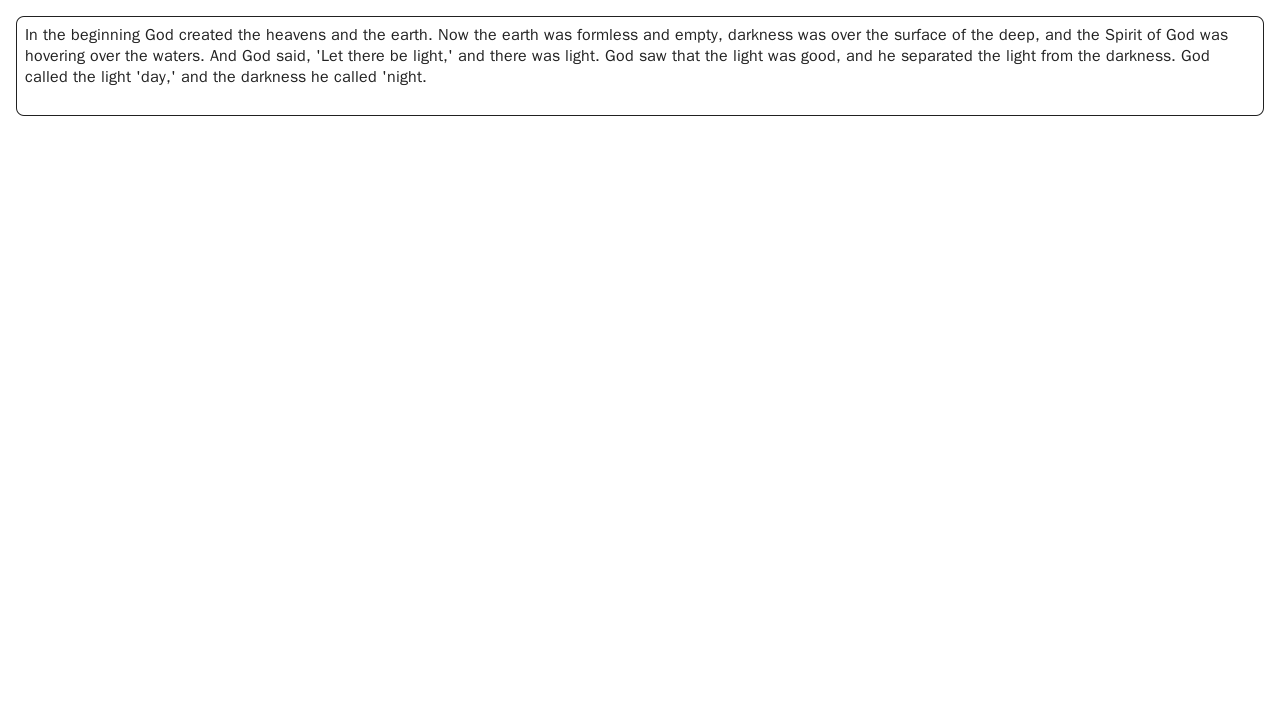 In the beginning God created the heavens and the earth. Now the earth was formless and empty, darkness was over the surface of the deep, and the Spirit of God was
hovering over the waters. And God said, 'Let there be light,' and there was light. God saw that the light was good, and he separated the light from the darkness. God
called the light 'day,' and the darkness he called 'night.